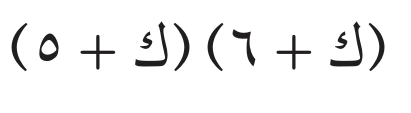 (ك + ٦)(ك + ٥)